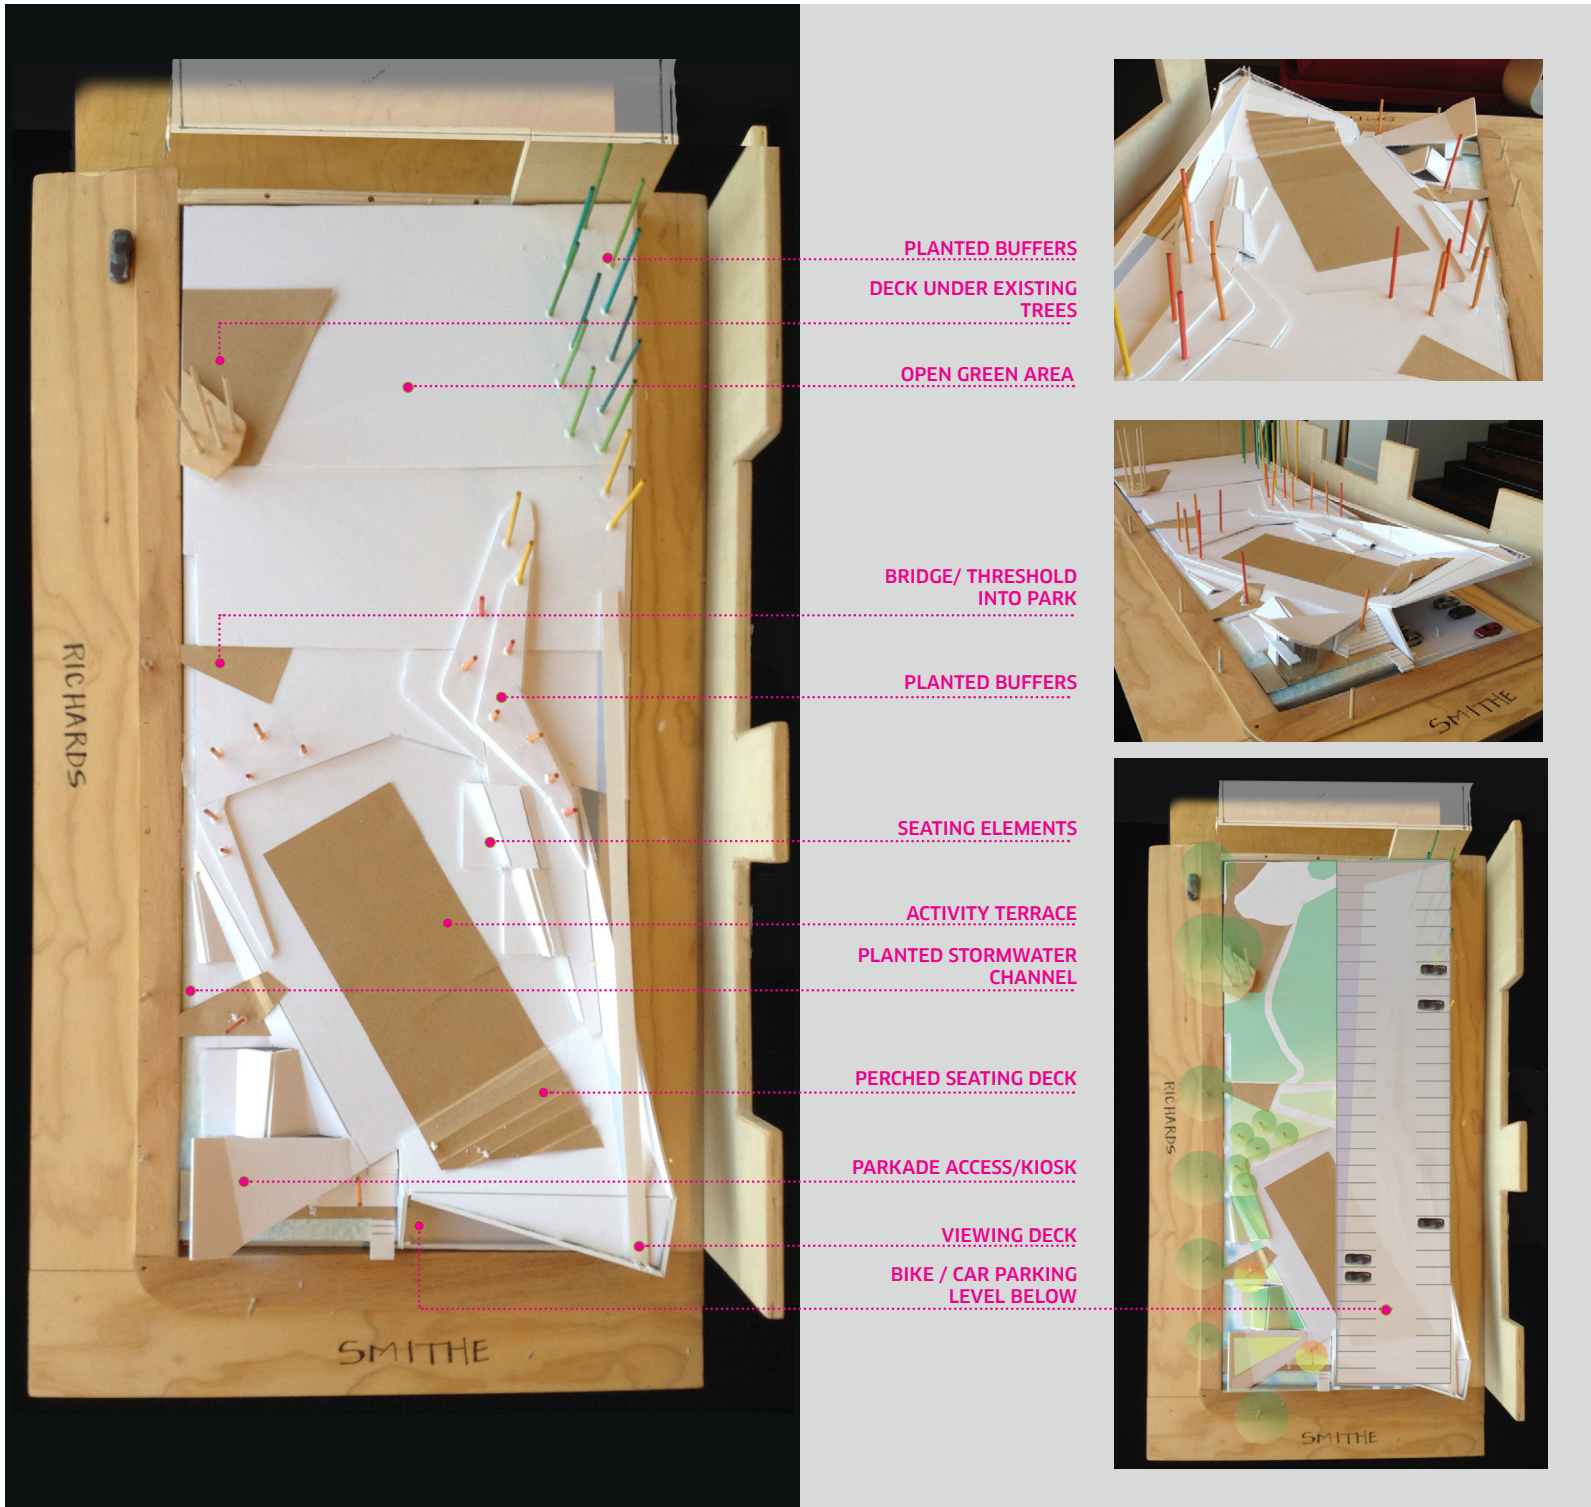 PLANTED BUFFERS
DECK UNDER EXISTING
TREES
OPEN GREEN AREA
BRIDGE/ THRESHOLD
INTO PARK
PLANTED BUFFERS
SEATING ELEMENTS
ACTIVITY TERRACE
PLANTED STORMWATER
CHANNEL
PERCHED SEATING DECK
PARKADE ACCESS/KIOSK
VIEWING DECK
BIKE / CAR PARKING
LEVEL BELOW
RICHARDS
SMITHE
SMITHE
RICHARDS
SMITHE